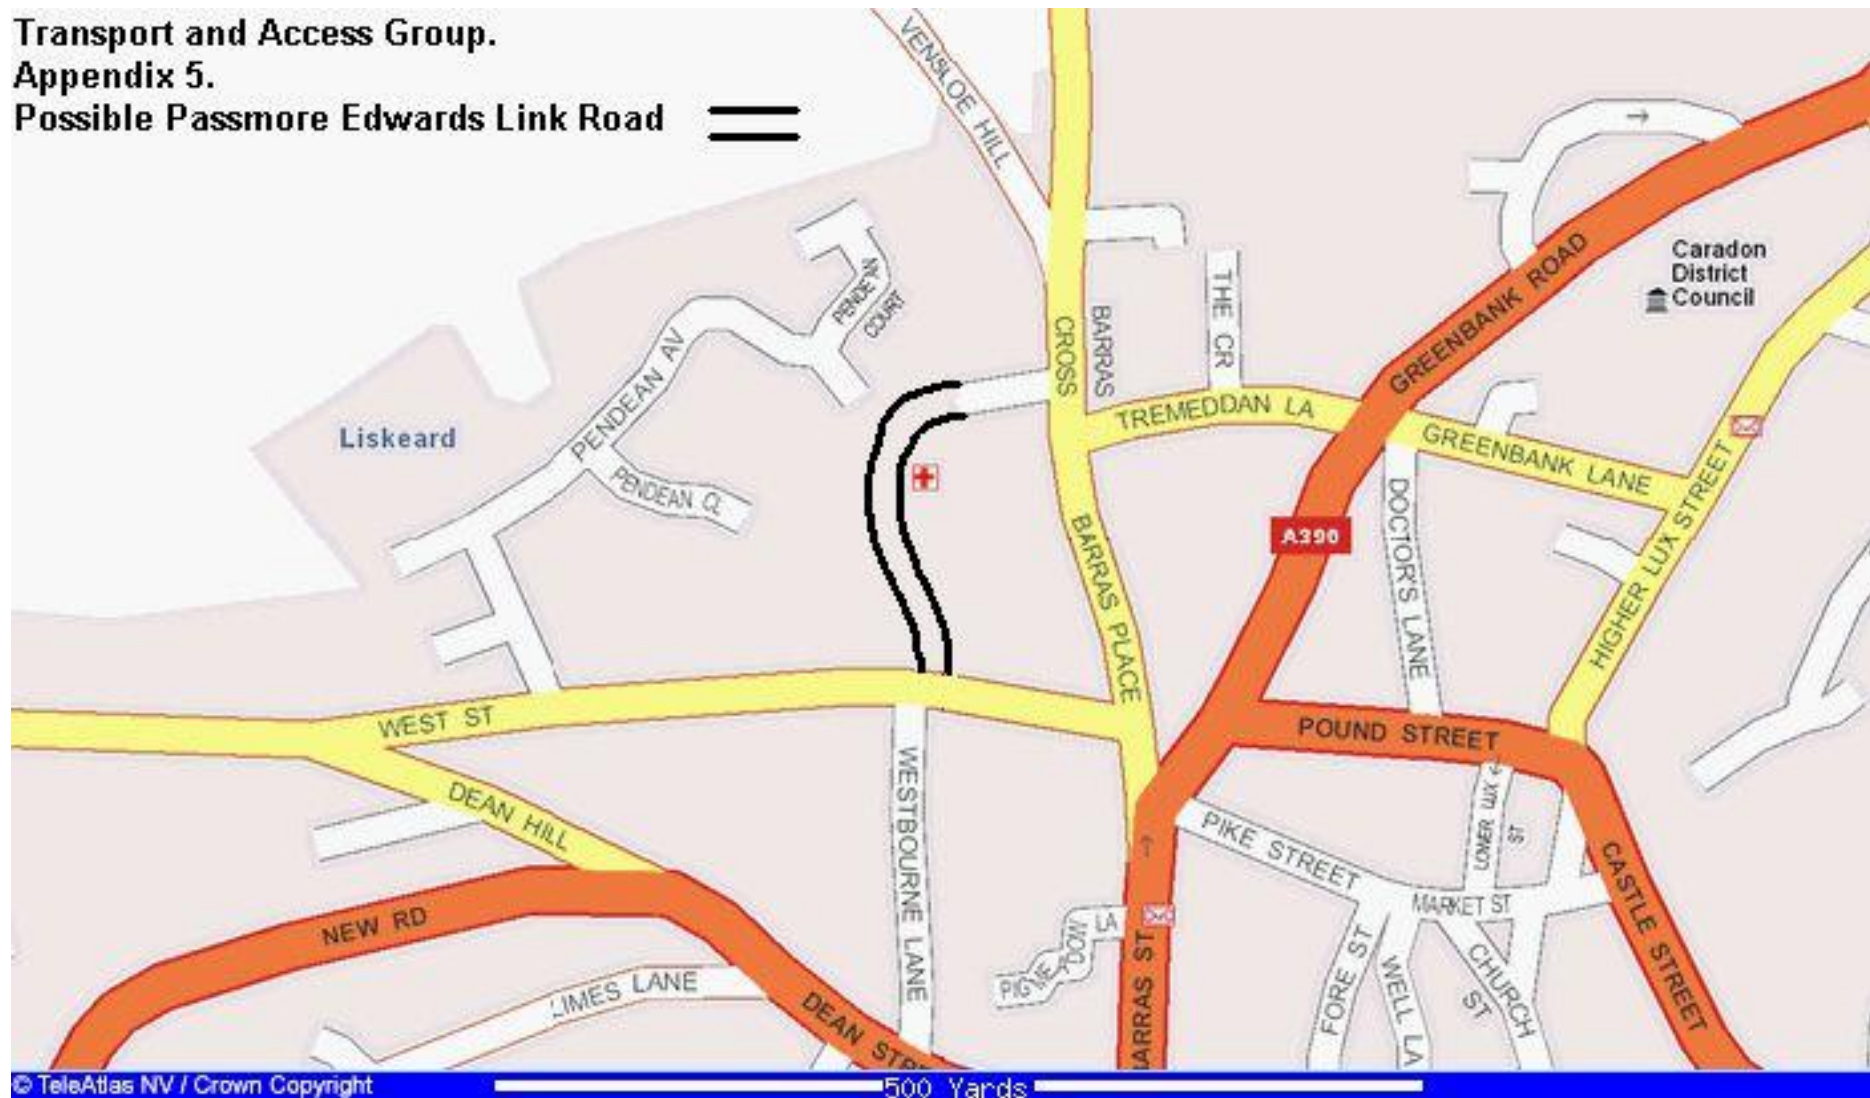 Transport and Access Group.
Appendix 5.
Possible Passmore Edwards Link Road
VENSLOE HILL
PENDEAN AV
PENDEAN CL
COURT
Liskeard
CROSS
BARRAS
THE CR
TREMEDDAN LA
GREENBANK ROAD
Caradon
District
Council
GREENBANK LANE
HIGHER LUX STREET
A390
DOCTOR'S LANE
BARRAS PLACE
WEST ST
DEAN HILL
POUND STREET
WESTBOURNE LANE
PIKE STREET
LOWER LUX
ST
MARKET ST
CASTLE STREET
NEW RD
LIMES LANE
DEAN STRE
PIG MEADOW LA
ARRAS ST
FORE ST
WELL LA
CHURCH
ST
© TeleAtlas NV / Crown Copyright
500 Yards